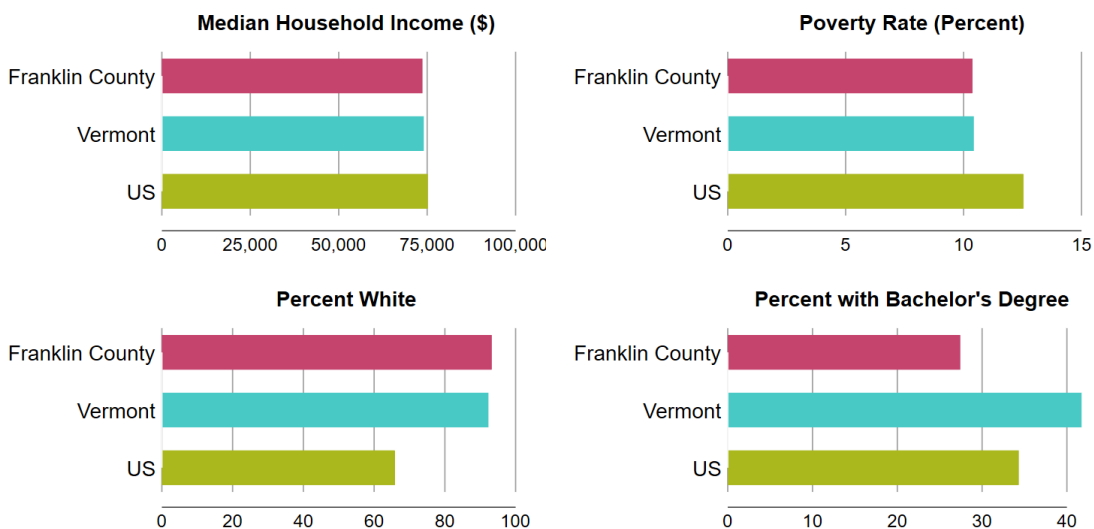 Median Household Income ($)
Franklin County
Vermont
US
0 25,000 50,000 75,000 100,000
Poverty Rate (Percent)
Franklin County
Vermont
US
0 5 10 15
Percent White
Franklin County
Vermont
US
0 20 40 60 80 100
Percent with Bachelor's Degree
Franklin County
Vermont
US
0 10 20 30 40